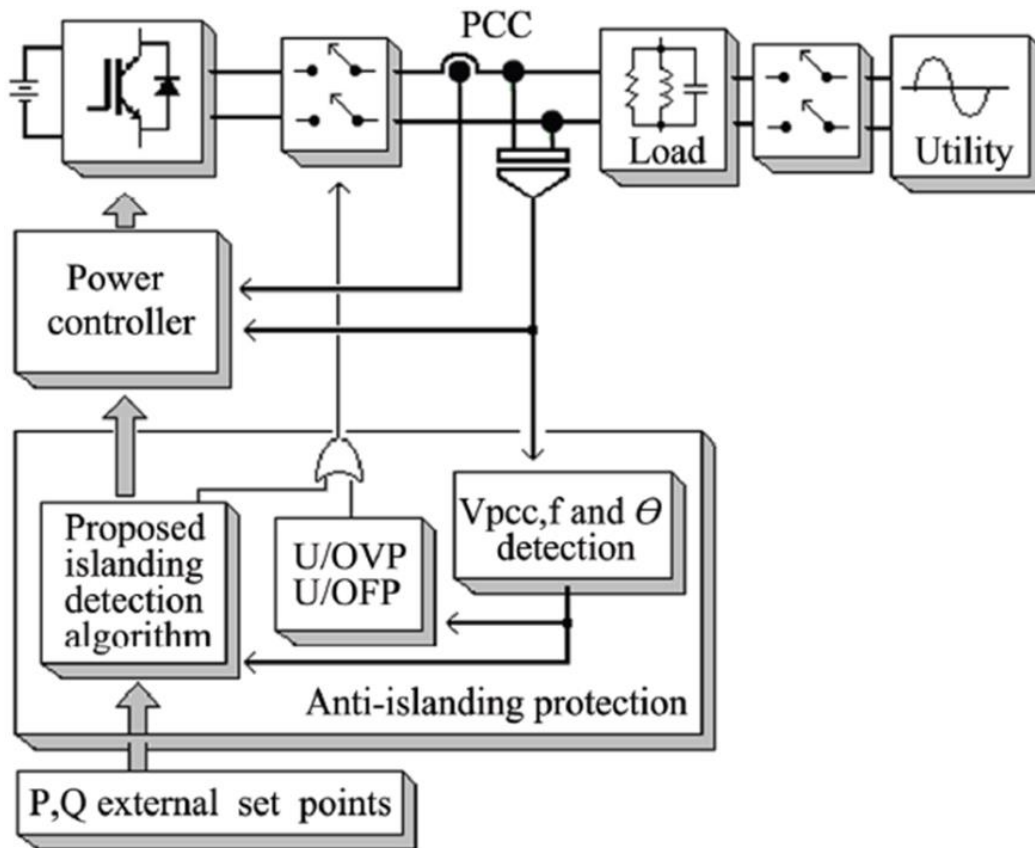 PCC
Load
Utility
Power
controller
Proposed
islanding
detection
algorithm
U/OVP
U/OFP
Vpcc,f and θ
detection
Anti-islanding protection
P,Q external set points